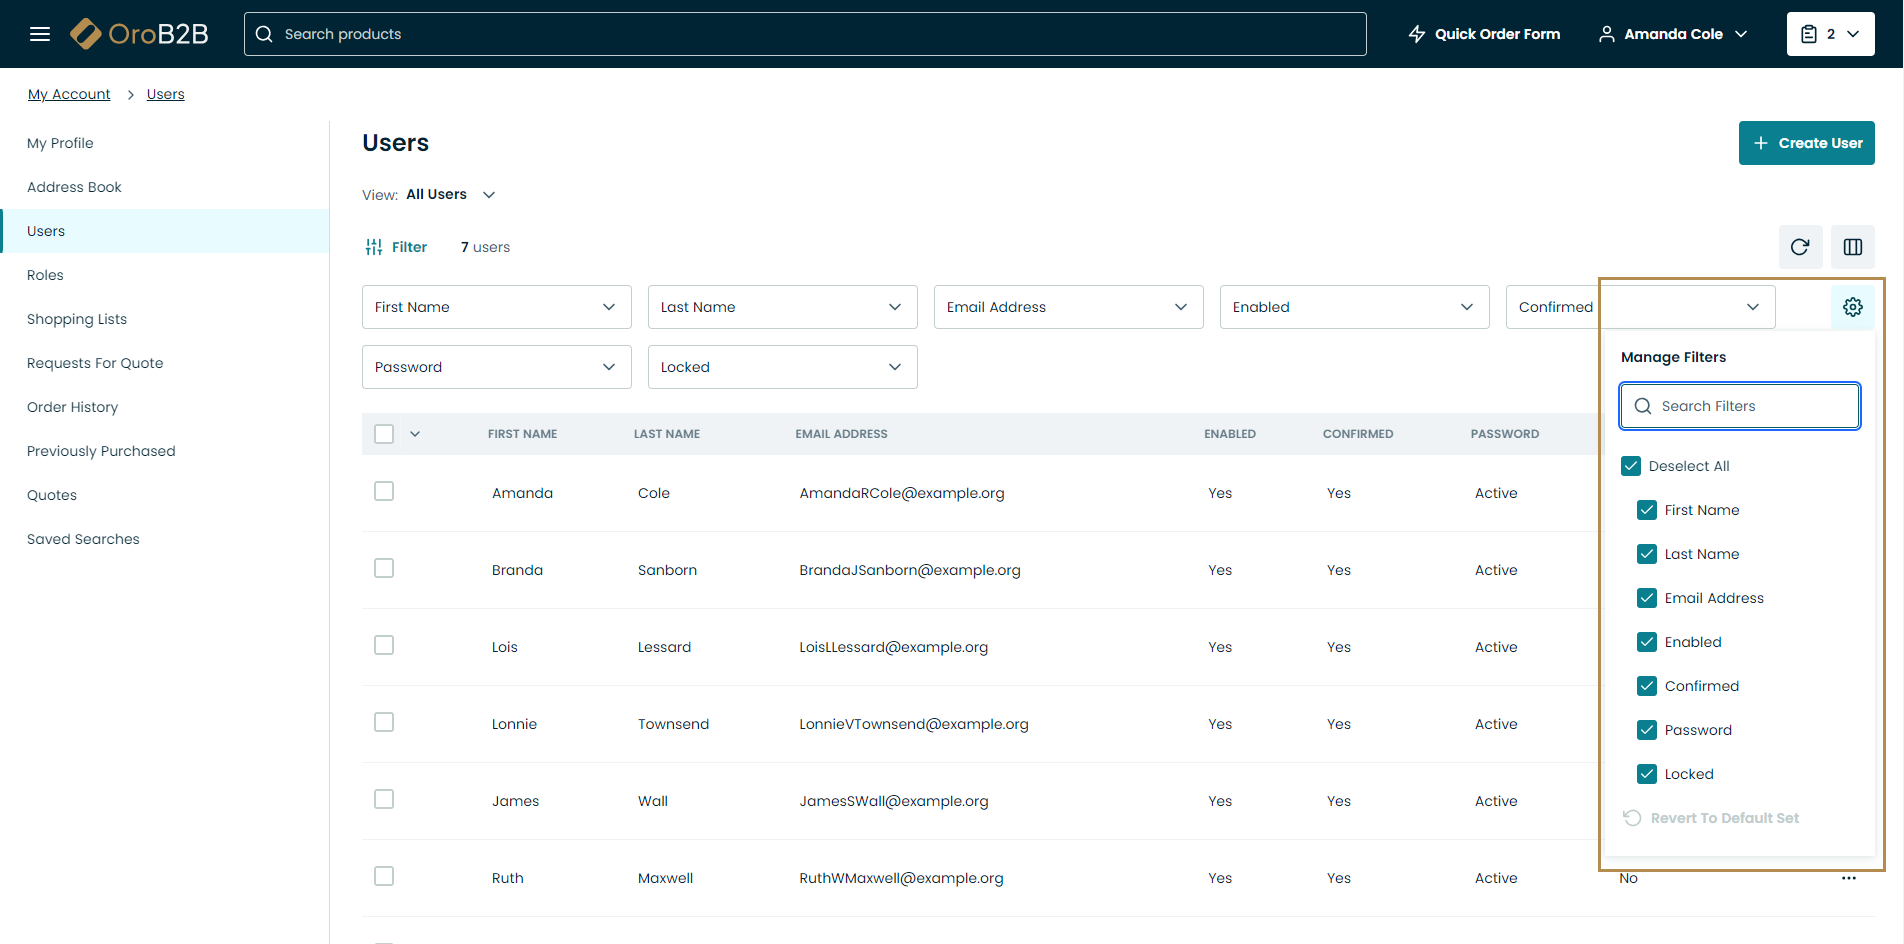 OroB2B
Search products
Quick Order Form
Amanda Cole
2
My Account > Users
My Profile
Address Book
Users
Roles
Shopping Lists
Requests For Quote
Order History
Previously Purchased
Quotes
Saved Searches
Users
Create User
View: All Users
Filter 7 users
First Name Last Name Email Address Enabled Confirmed
Password Locked
FIRST NAME LAST NAME EMAIL ADDRESS ENABLED CONFIRMED PASSWORD
Amanda Cole AmandaRCole@example.org Yes Yes Active
Branda Sanborn BrandaJSanborn@example.org Yes Yes Active
Lois Lessard LoisLLessard@example.org Yes Yes Active
Lonnie Townsend LonnieVTownsend@example.org Yes Yes Active
James Wall JamesSWall@example.org Yes Yes Active
Ruth Maxwell RuthWMaxwell@example.org Yes Yes Active No ...
Manage Filters
Search Filters
Deselect All
First Name
Last Name
Email Address
Enabled
Confirmed
Password
Locked
Revert To Default Set